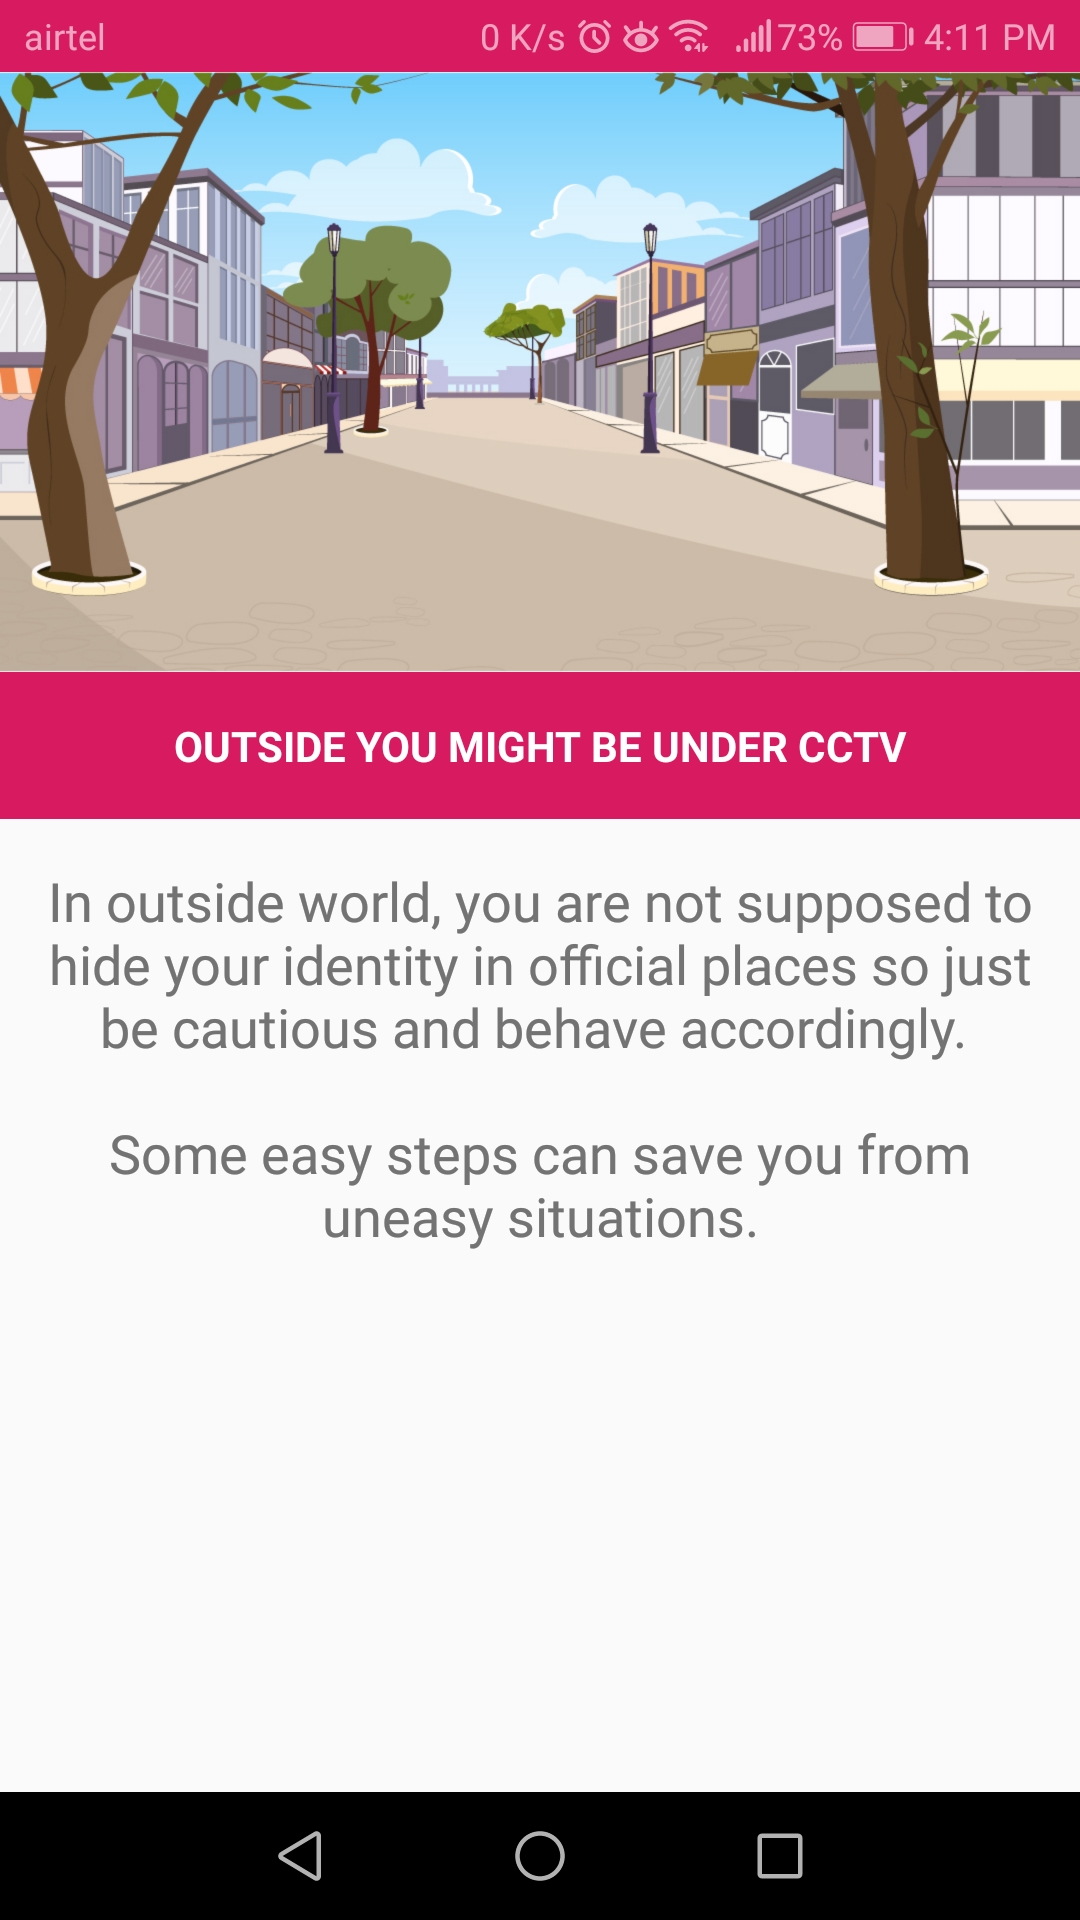 airtel 0 K/s 73% 4:11 PM
OUTSIDE YOU MIGHT BE UNDER CCTV
In outside world, you are not supposed to
hide your identity in official places so just
be cautious and behave accordingly.
Some easy steps can save you from
uneasy situations.